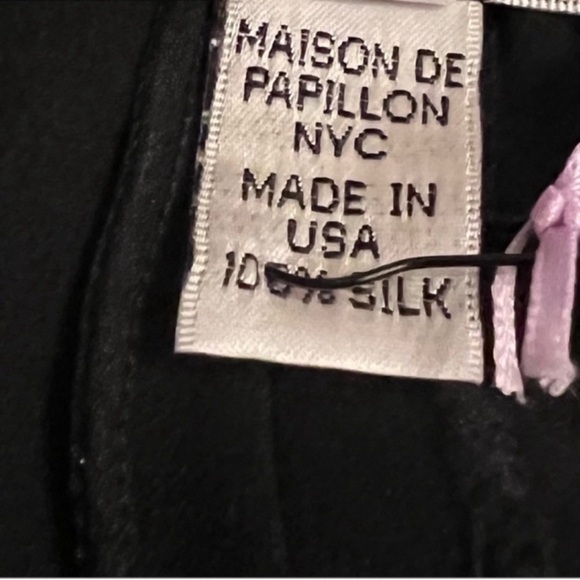 MAISON DE
PAPILLON
NYC
MADE IN
USA
100% SILK